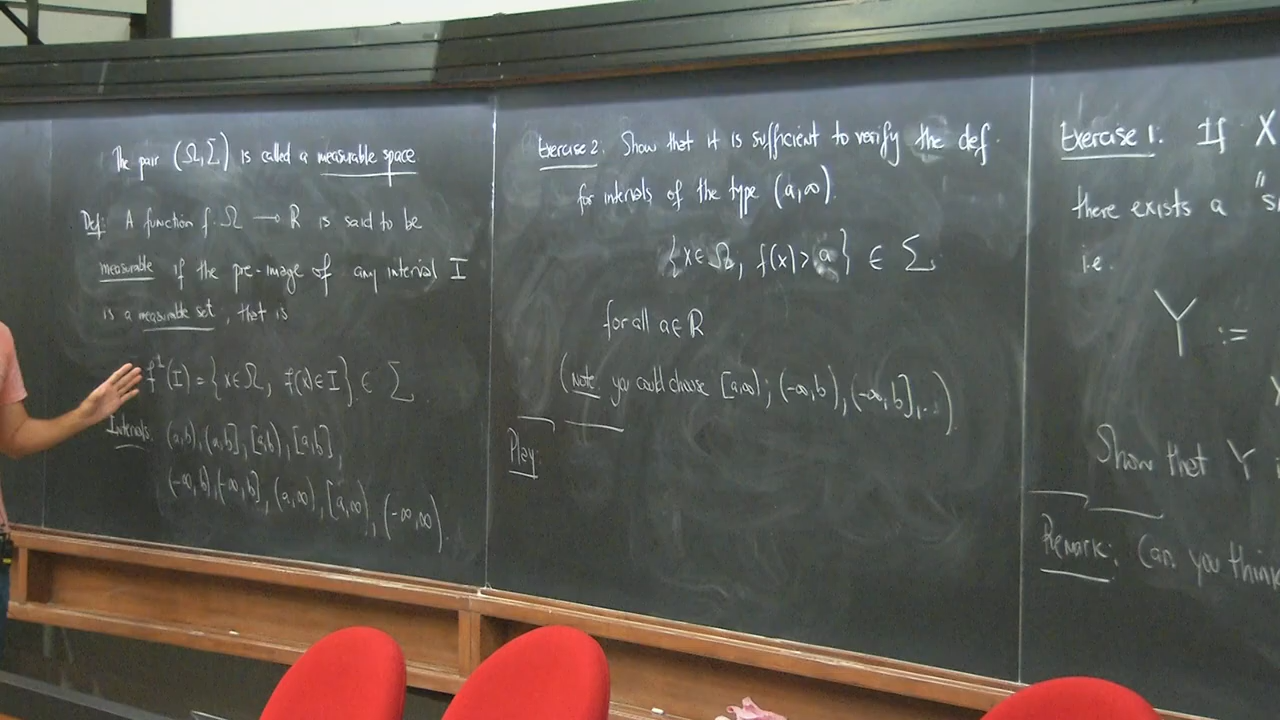 The pair (Ω,Σ) is called a measurable space
Def: A function f: Ω → ℝ is said to be
measurable if the pre-image of any interval I
is a measurable set, that is
f⁻¹(I) = {x∈Ω, f(x)∈I} ∈ Σ
Intervals: (a,b), (a,b], [a,b), [a,b],
(-∞,b), (-∞,b], (a,∞), [a,∞), (-∞,∞).
Exercise 2. Show that it is sufficient to verify the def.
for intervals of the type (a,∞).
{x∈Ω, f(x)>a} ∈ Σ
for all a∈ℝ
(Note you could choose [a,∞); (-∞,b), (-∞,b],...)
Play
Exercise 1. If X
there exists a "
i.e.
Y :=
Show that Y
Remark: Can you think